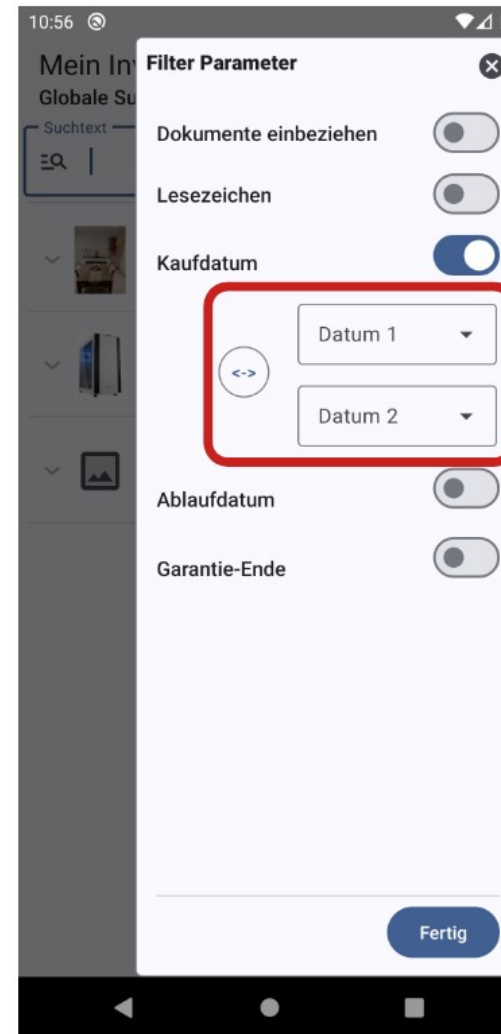 10:56
Mein In
Filter Parameter
Globale Su
Suchtext
Dokumente einbeziehen
Lesezeichen
Kaufdatum
Datum 1
<->
Datum 2
Ablaufdatum
Garantie-Ende
Fertig